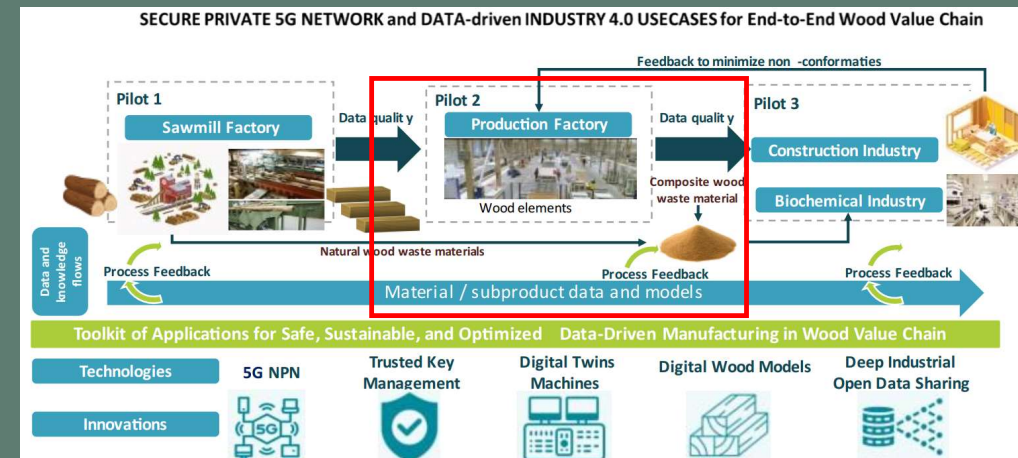 SECURE PRIVATE 5G NETWORK and DATA-driven INDUSTRY 4.0 USECASES for End-to-End Wood Value Chain
Feedback to minimize non -conformaties
Pilot 1
Sawmill Factory
Data qualit y
Pilot 2
Production Factory
Wood elements
Data qualit y
Composite wood
waste material
Pilot 3
Construction Industry
Biochemical Industry
Natural wood waste materials
Data and
knowledge
flows
Process Feedback
Process Feedback
Process Feedback
Material / subproduct data and models
Toolkit of Applications for Safe, Sustainable, and Optimized Data-Driven Manufacturing in Wood Value Chain
Technologies
5G NPN
Trusted Key
Management
Digital Twins
Machines
Digital Wood Models
Deep Industrial
Open Data Sharing
Innovations
5G